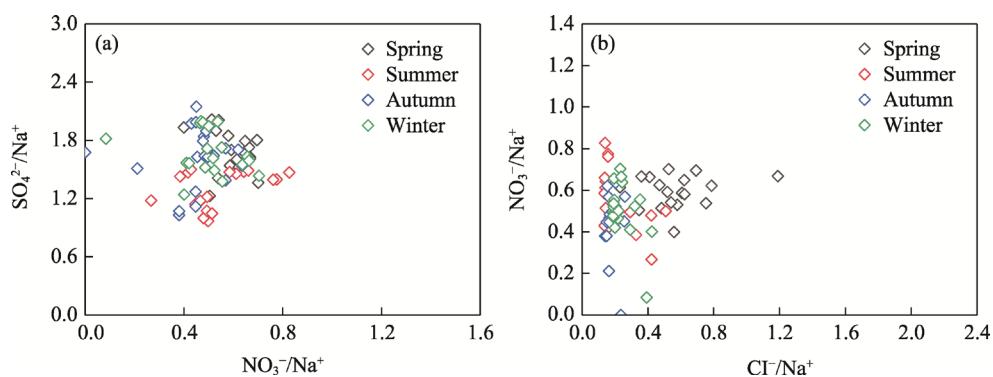 (a)
Spring
Summer
Autumn
Winter
3.0
2.4
1.8
1.2
0.6
0.0
SO₄²⁻/Na⁺
0.0 0.4 0.8 1.2 1.6
NO₃⁻/Na⁺
(b)
Spring
Summer
Autumn
Winter
1.4
1.2
1.0
0.8
0.6
0.4
0.2
0.0
NO₃⁻/Na⁺
0.0 0.4 0.8 1.2 1.6 2.0 2.4
CI⁻/Na⁺